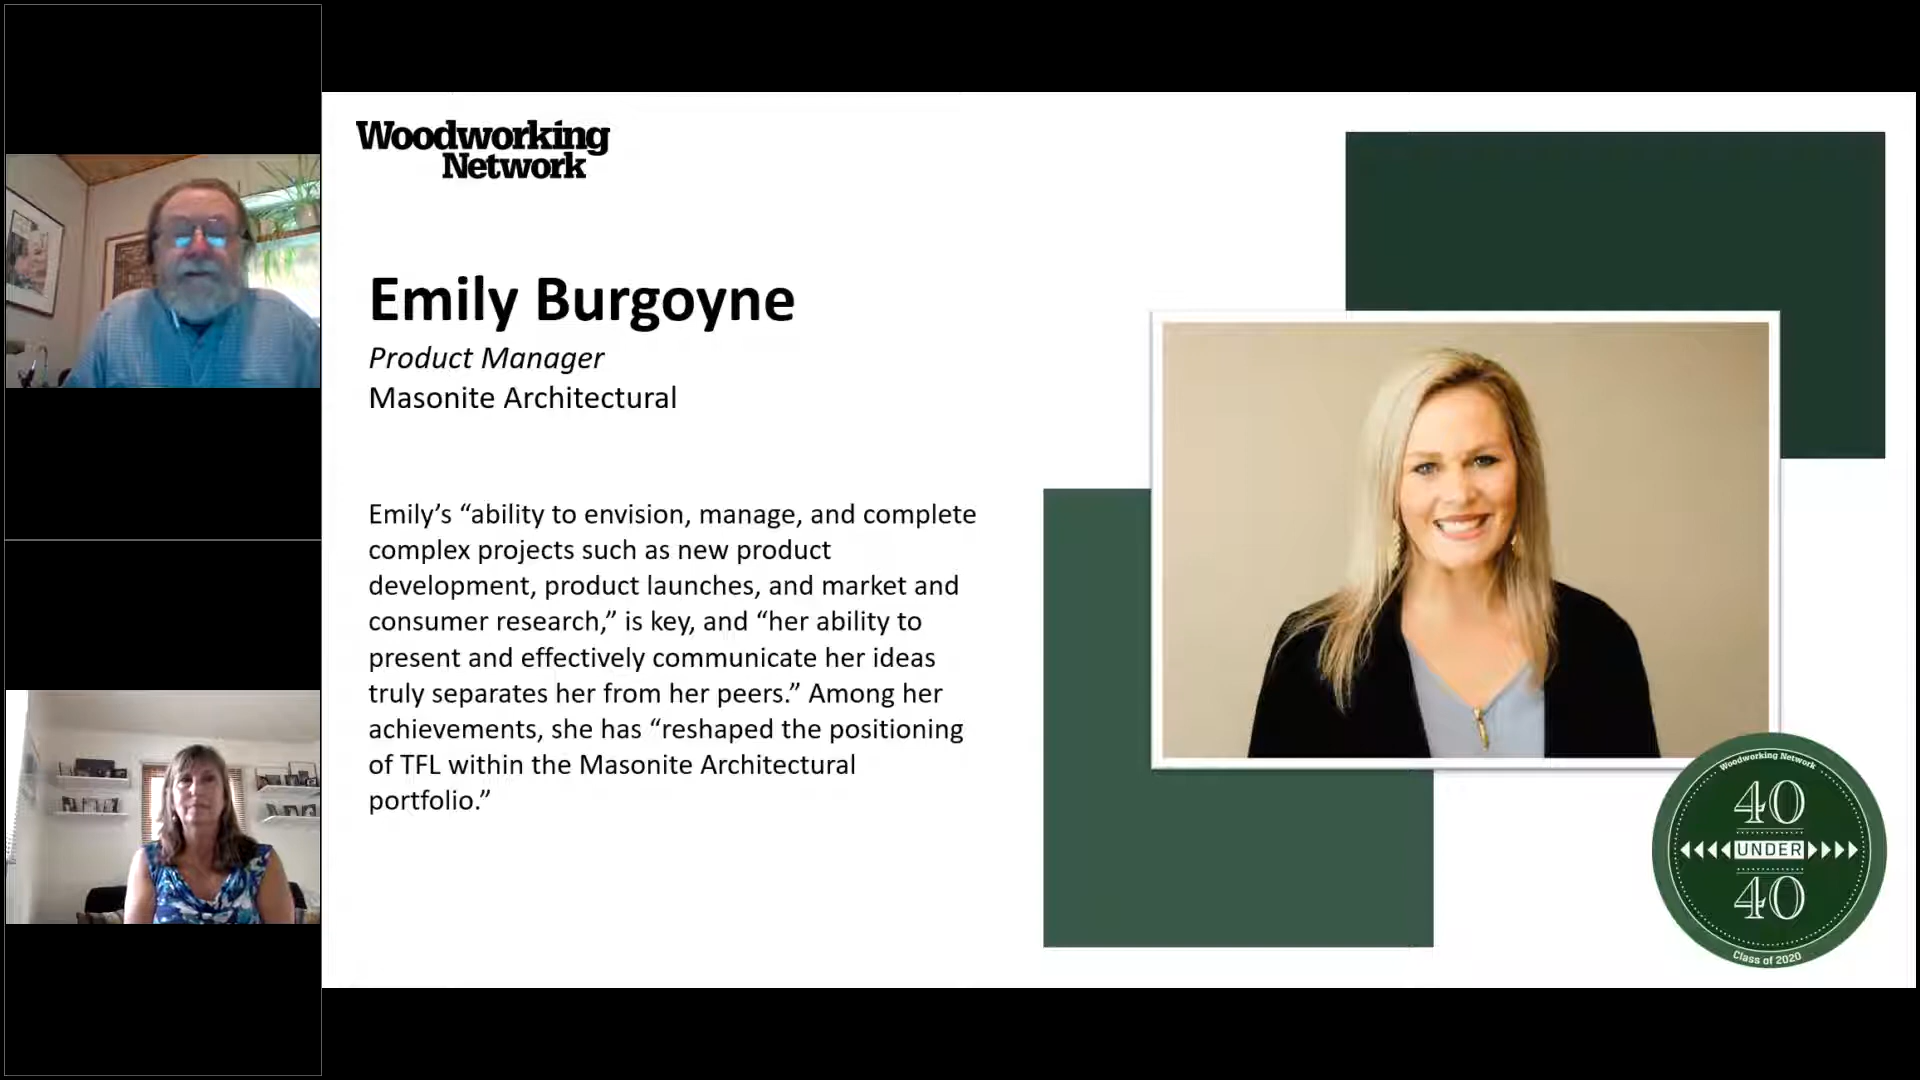 Woodworking
Network
Emily Burgoyne
Product Manager
Masonite Architectural
Emily’s “ability to envision, manage, and complete
complex projects such as new product
development, product launches, and market and
consumer research,” is key, and “her ability to
present and effectively communicate her ideas
truly separates her from her peers.” Among her
achievements, she has “reshaped the positioning
of TFL within the Masonite Architectural
portfolio.”
Woodworking Network
40
UNDER
40
Class of 2020